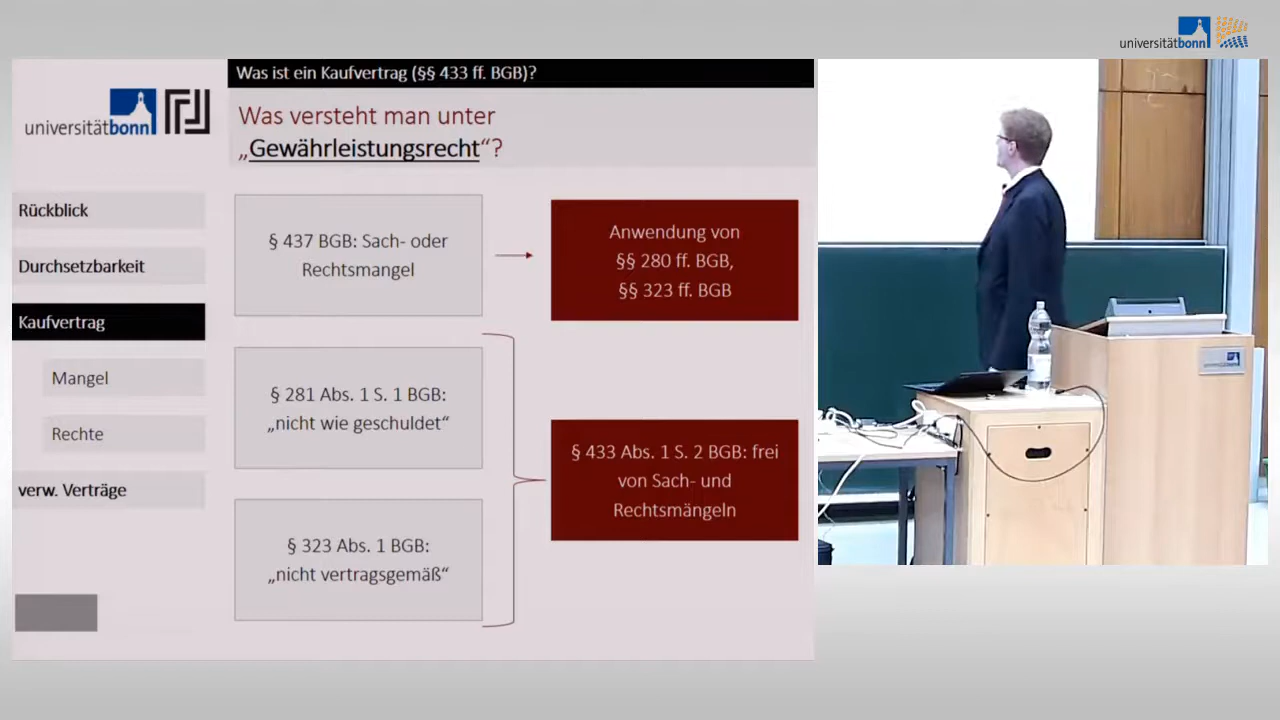 universitätbonn
Was ist ein Kaufvertrag (§§ 433 ff. BGB)?
universitätbonn
Was versteht man unter
„Gewährleistungsrecht“?
Rückblick
Durchsetzbarkeit
Kaufvertrag
Mangel
Rechte
verw. Verträge
§ 437 BGB: Sach- oder
Rechtsmangel
Anwendung von
§§ 280 ff. BGB,
§§ 323 ff. BGB
§ 281 Abs. 1 S. 1 BGB:
„nicht wie geschuldet“
§ 433 Abs. 1 S. 2 BGB: frei
von Sach- und
Rechtsmängeln
§ 323 Abs. 1 BGB:
„nicht vertragsgemäß“